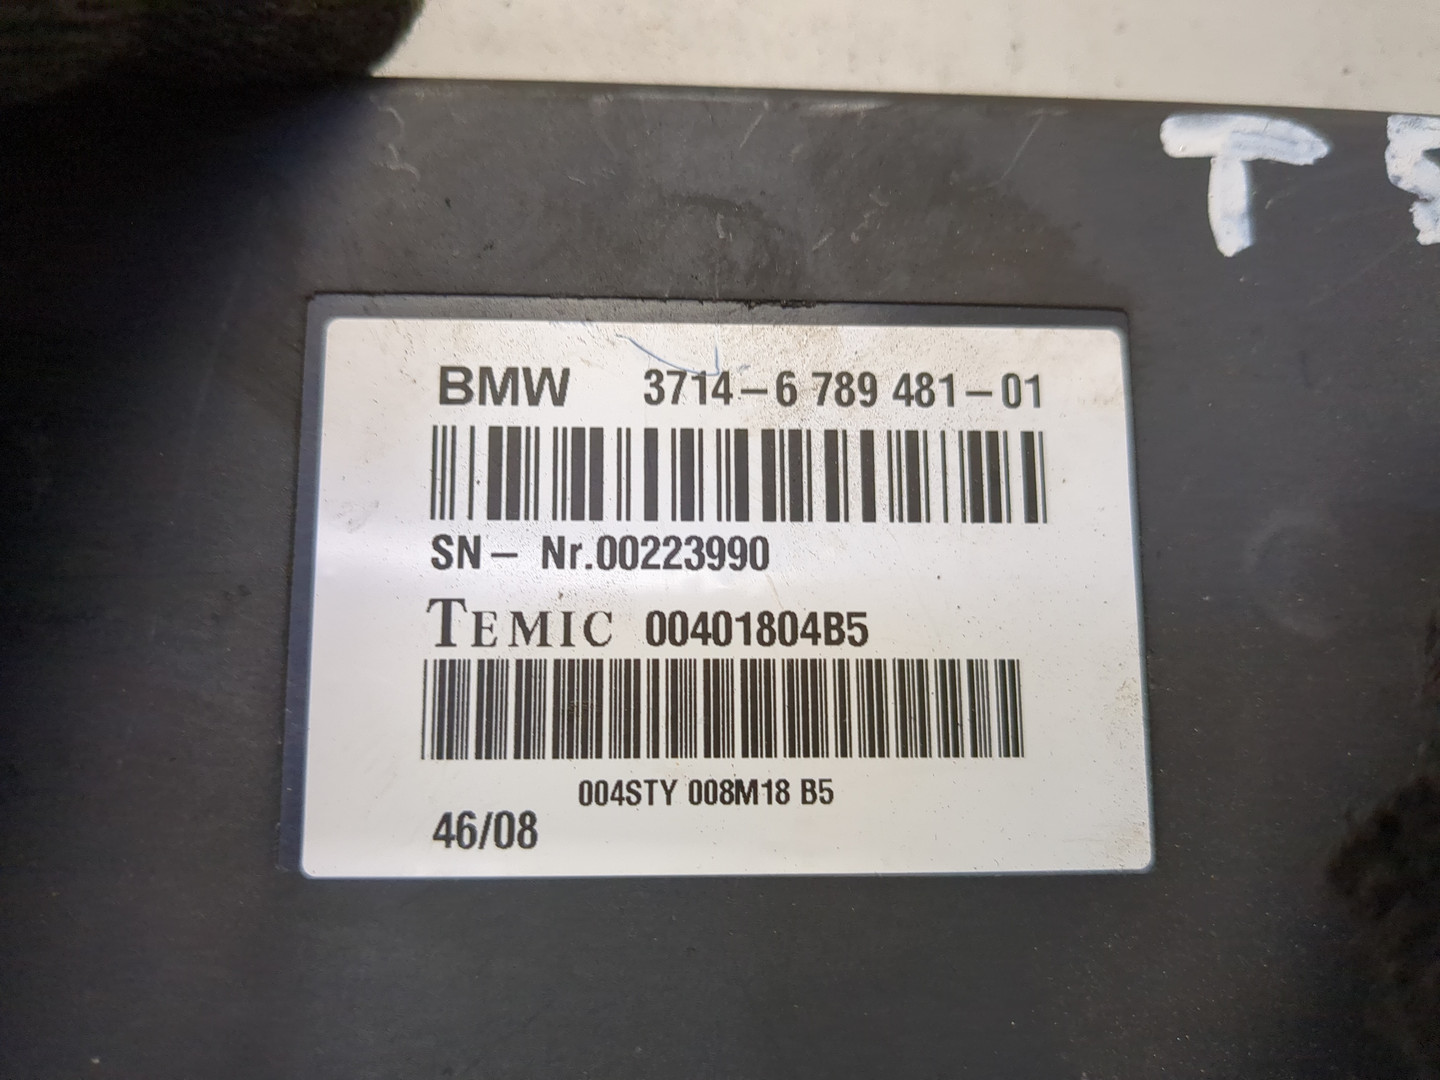 T
BMW 3714-6 789 481-01
SN- Nr.00223990
TEMIC 00401804B5
004STY 008M18 B5
46/08